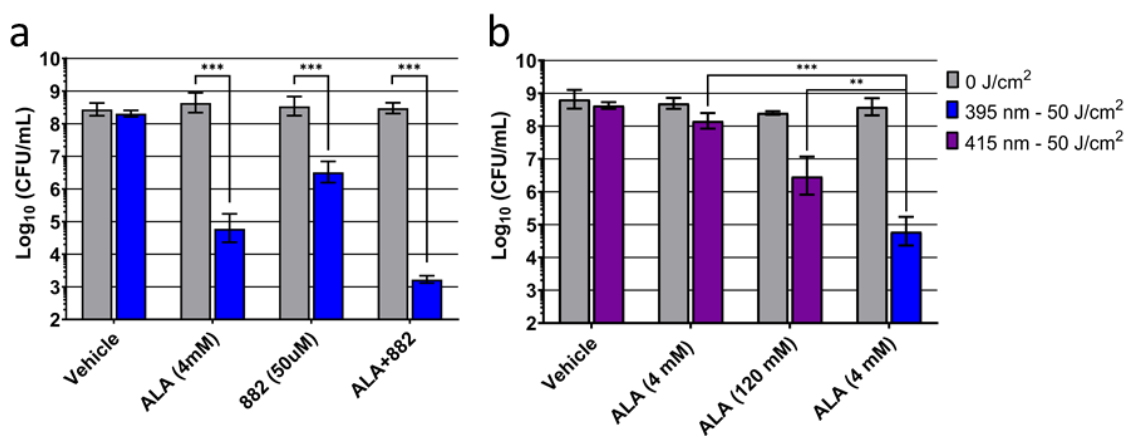 a
Log₁₀ (CFU/mL)
10
9
8
7
6
5
4
3
2
***
***
***
Vehicle
ALA (4mM)
882 (50uM)
ALA+882
b
Log₁₀ (CFU/mL)
10
9
8
7
6
5
4
3
2
***
**
Vehicle
ALA (4 mM)
ALA (120 mM)
ALA (4 mM)
0 J/cm²
395 nm - 50 J/cm²
415 nm - 50 J/cm²